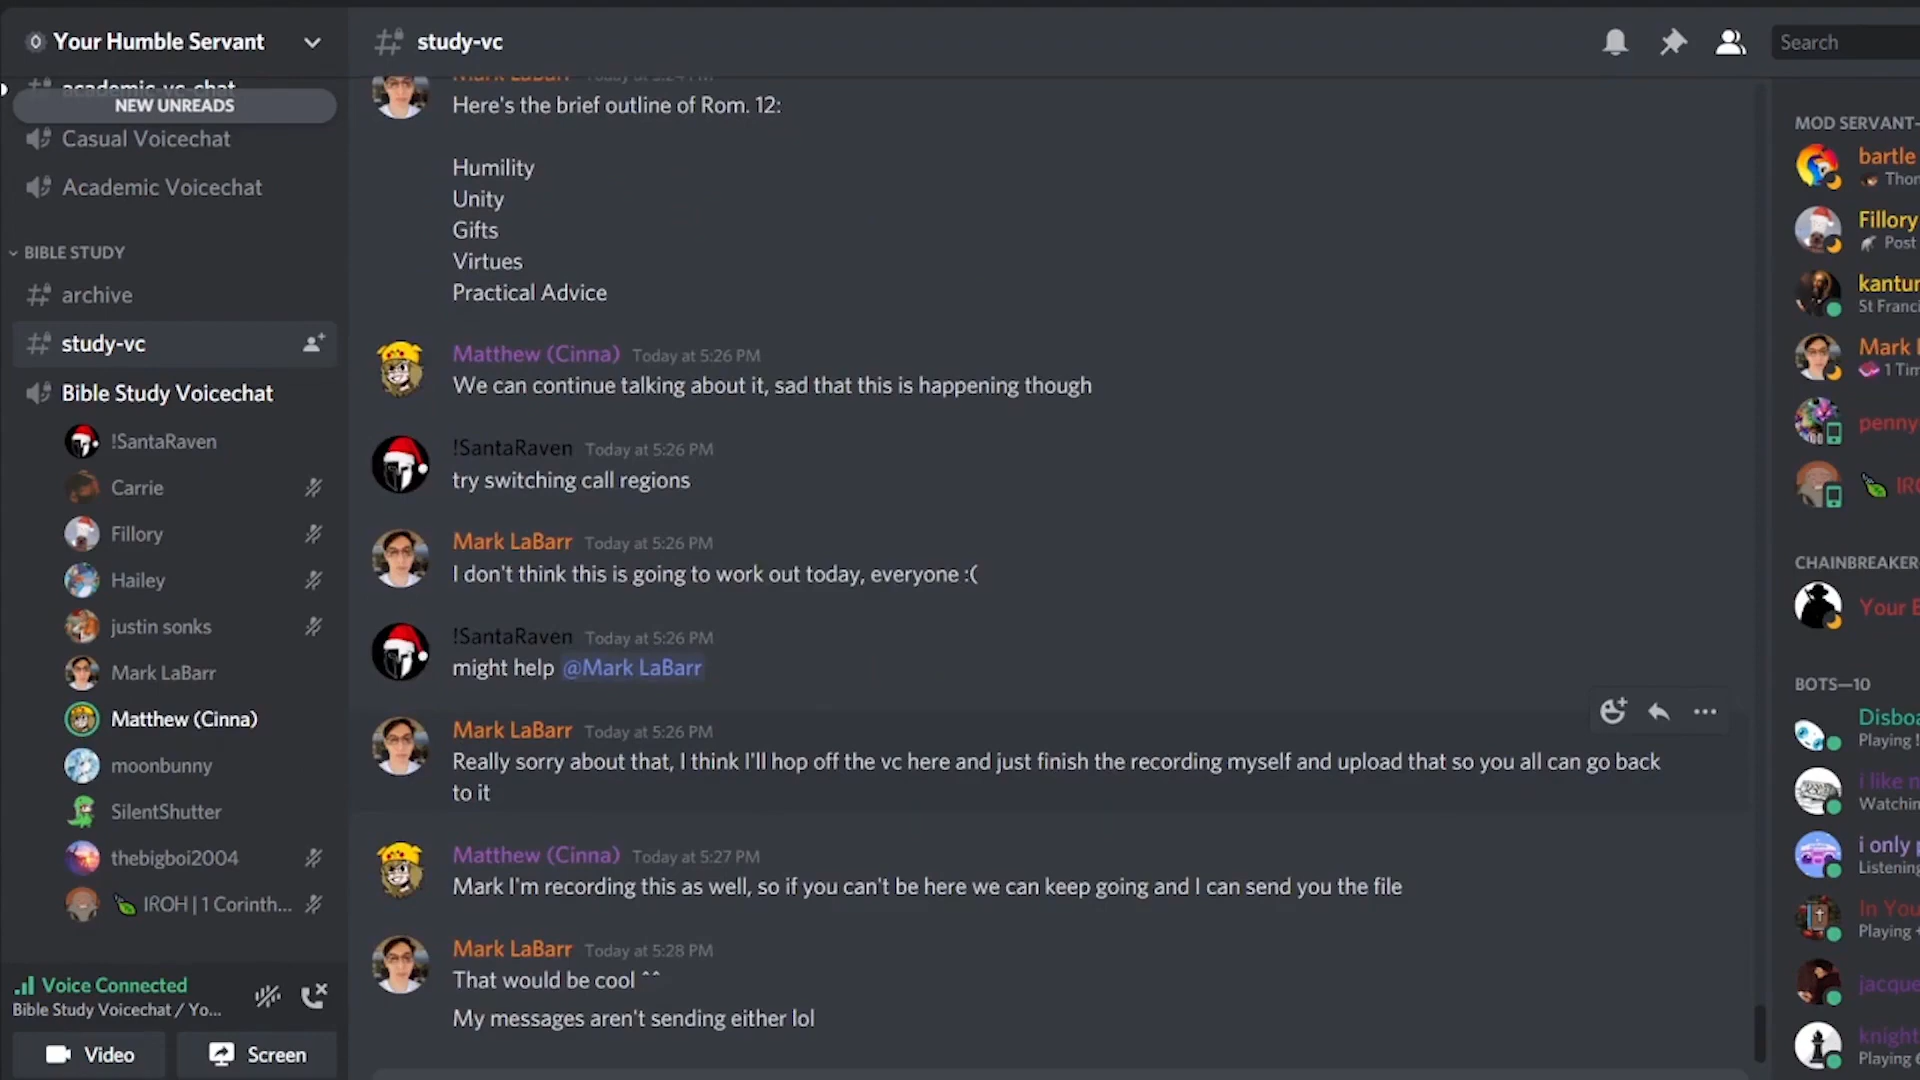 Your Humble Servant
academic-vc-chat
NEW UNREADS
Casual Voicechat
Academic Voicechat
BIBLE STUDY
archive
study-vc
Bible Study Voicechat
!SantaRaven
Carrie
Fillory
Hailey
justin sonks
Mark LaBarr
Matthew (Cinna)
moonbunny
SilentShutter
thebigboi2004
IROH | 1 Corinth...
Voice Connected
Bible Study Voicechat / Yo...
Video
Screen
study-vc
Search
Mark LaBarr Today at 5:24 PM
Here's the brief outline of Rom. 12:
Humility
Unity
Gifts
Virtues
Practical Advice
Matthew (Cinna) Today at 5:26 PM
We can continue talking about it, sad that this is happening though
!SantaRaven Today at 5:26 PM
try switching call regions
Mark LaBarr Today at 5:26 PM
I don't think this is going to work out today, everyone :(
!SantaRaven Today at 5:26 PM
might help @Mark LaBarr
Mark LaBarr Today at 5:26 PM
Really sorry about that, I think I'll hop off the vc here and just finish the recording myself and upload that so you all can go back
to it
Matthew (Cinna) Today at 5:27 PM
Mark I'm recording this as well, so if you can't be here we can keep going and I can send you the file
Mark LaBarr Today at 5:28 PM
That would be cool ^^
My messages aren't sending either lol
MOD SERVANT—
bartle
Thon
Fillory
Post
kantur
St Franci
Mark
1 Tim
penny
IRO
CHAINBREAKER
Your
BOTS—10
Disboa
Playing !
i like
Watchin
i only
Listening
In You
Playing
jacque
knight
Playing